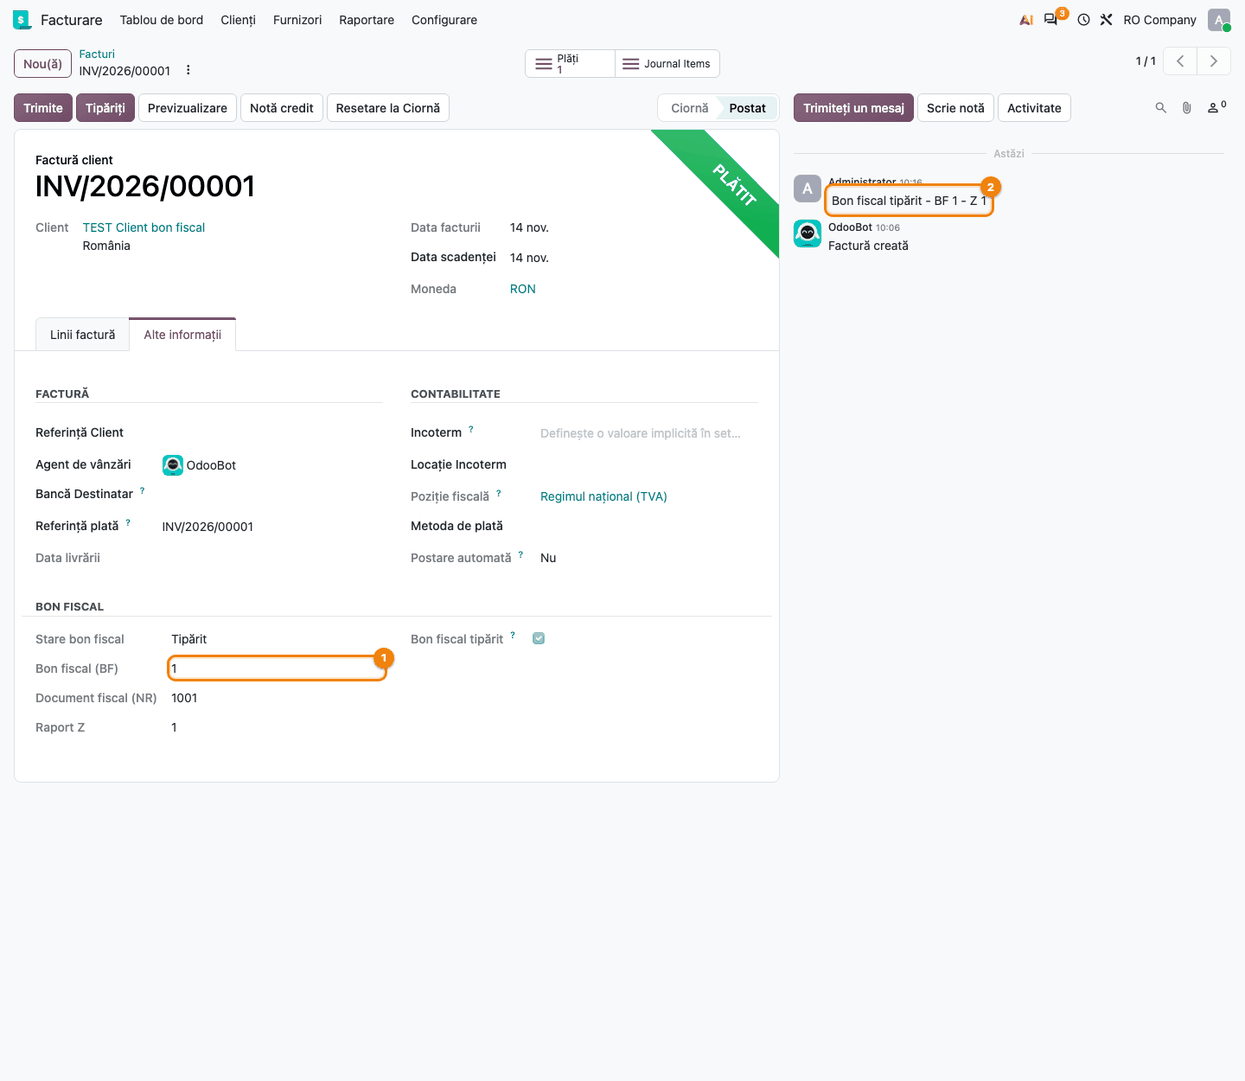 Facturare
Tablou de bord
Clienți
Furnizori
Raportare
Configurare
AI
3
RO Company
A
Nou(ă)
Facturi
INV/2026/00001
Plăți
1
Journal Items
1 / 1
Trimite
Tipăriți
Previzualizare
Notă credit
Resetare la Ciornă
Ciornă
Postat
Trimiteți un mesaj
Scrie notă
Activitate
0
Factură client
INV/2026/00001
PLĂTIT
Client
TEST Client bon fiscal
România
Data facturii
14 nov.
Data scadenței
14 nov.
Moneda
RON
Linii factură
Alte informații
FACTURĂ
Referință Client
Agent de vânzări
OdooBot
Bancă Destinatar ?
Referință plată ?
INV/2026/00001
Data livrării
CONTABILITATE
Incoterm ?
Definește o valoare implicită în set...
Locație Incoterm
Poziție fiscală ?
Regimul național (TVA)
Metoda de plată
Postare automată ?
Nu
BON FISCAL
Stare bon fiscal
Tipărit
Bon fiscal (BF)
1
1
Document fiscal (NR)
1001
Raport Z
1
Bon fiscal tipărit ?
Astăzi
A
Administrator 10:16
2
Bon fiscal tipărit - BF 1 - Z 1
OdooBot 10:06
Factură creată